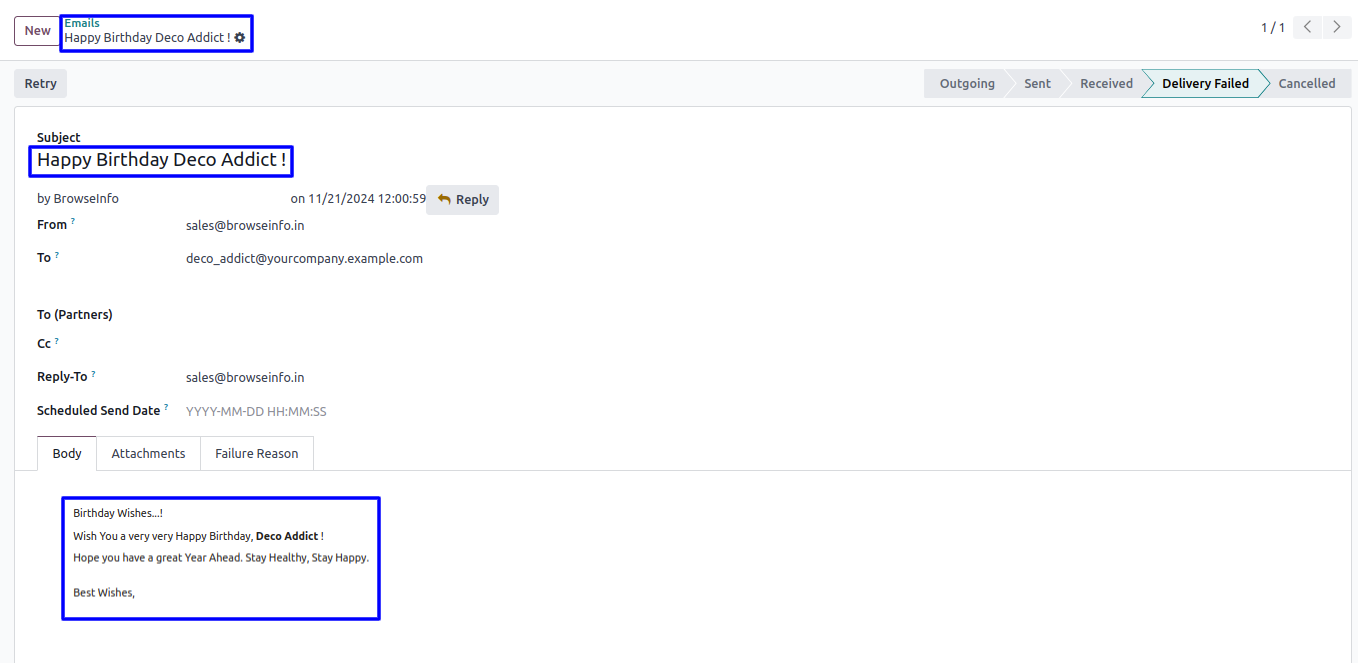 New
Emails
Happy Birthday Deco Addict !
1 / 1
Retry
Outgoing
Sent
Received
Delivery Failed
Cancelled
Subject
Happy Birthday Deco Addict !
by BrowseInfo on 11/21/2024 12:00:59 Reply
From ? sales@browseinfo.in
To ? deco_addict@yourcompany.example.com
To (Partners)
Cc ?
Reply-To ? sales@browseinfo.in
Scheduled Send Date ? YYYY-MM-DD HH:MM:SS
Body Attachments Failure Reason
Birthday Wishes...!
Wish You a very very Happy Birthday, Deco Addict !
Hope you have a great Year Ahead. Stay Healthy, Stay Happy.
Best Wishes,